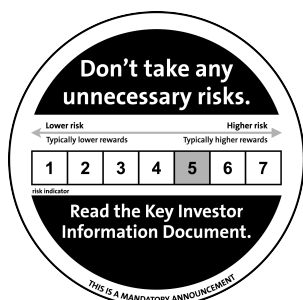 Don't take any
unnecessary risks.
Lower risk Higher risk
Typically lower rewards Typically higher rewards
1 2 3 4 5 6 7
risk indicator
Read the Key Investor
Information Document.
THIS IS A MANDATORY ANNOUNCEMENT